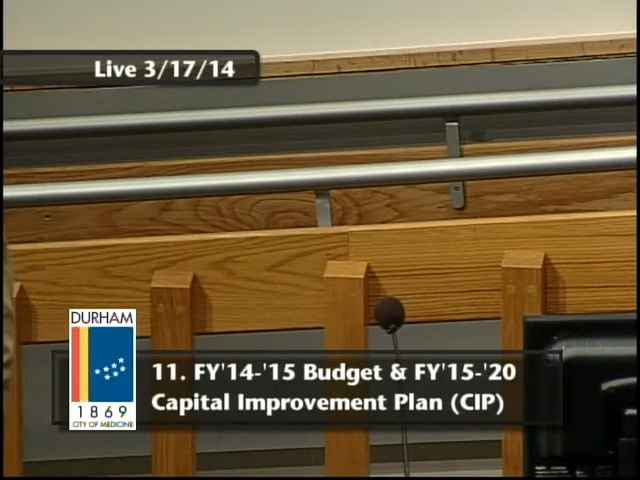 Live 3/17/14
DURHAM
1869
CITY OF MEDICINE
11. FY'14-'15 Budget & FY'15-'20
Capital Improvement Plan (CIP)